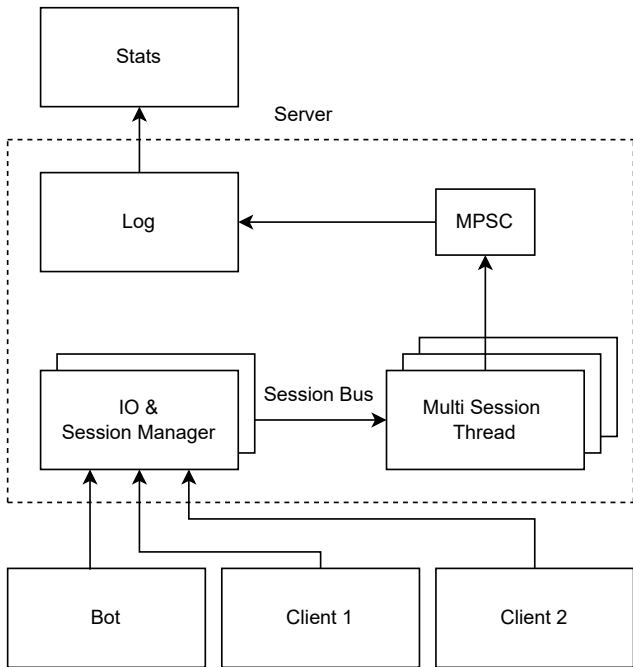 Stats
Server
Log
MPSC
Session Bus
IO &
Session Manager
Multi Session
Thread
Bot
Client 1
Client 2